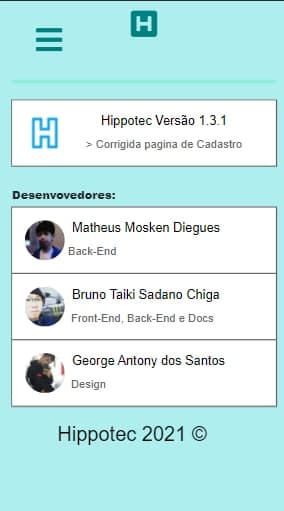 H
H
Hippotec Versão 1.3.1
> Corrigida pagina de Cadastro
Desenvovedores:
Matheus Mosken Diegues
Back-End
Bruno Taiki Sadano Chiga
Front-End, Back-End e Docs
George Antony dos Santos
Design
Hippotec 2021 ©